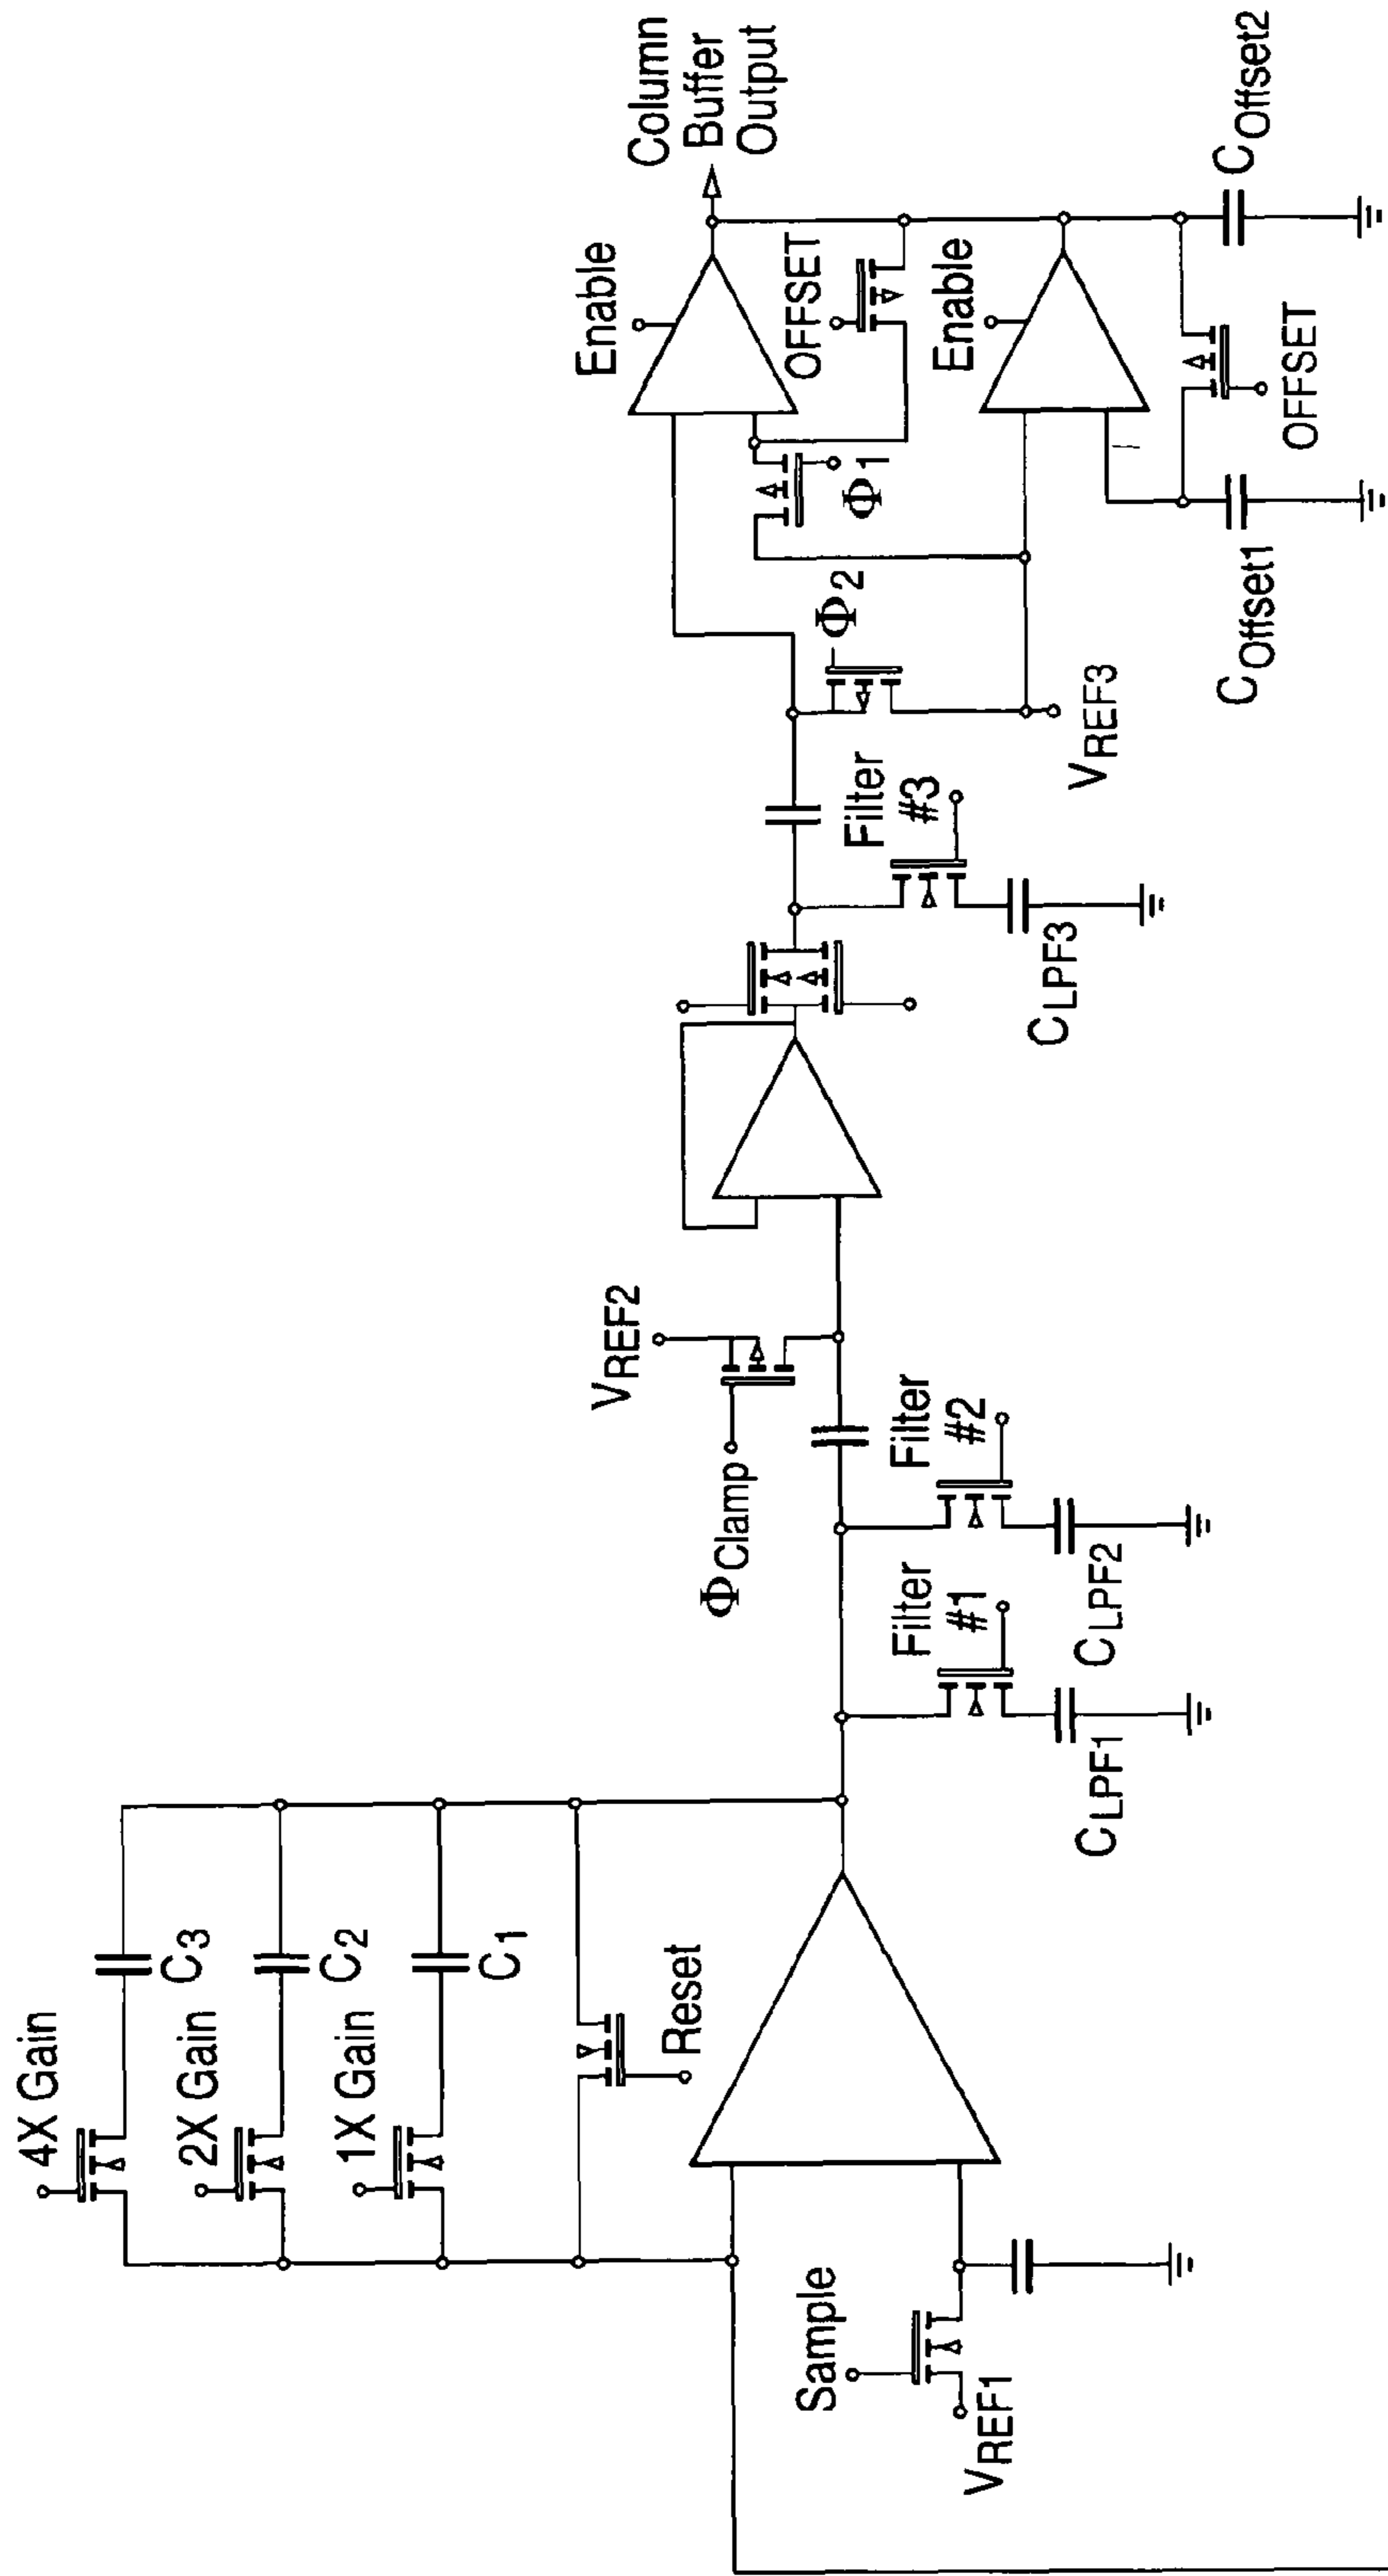 4X Gain
C3
2X Gain
C2
1X Gain
C1
Reset
Sample
VREF1
Filter
#1
CLPF1
Filter
#2
CLPF2
ΦClamp
VREF2
Filter
#3
CLPF3
Φ2
VREF3
Φ1
Enable
OFFSET
Column
Buffer
Output
Enable
OFFSET
COffset1
COffset2